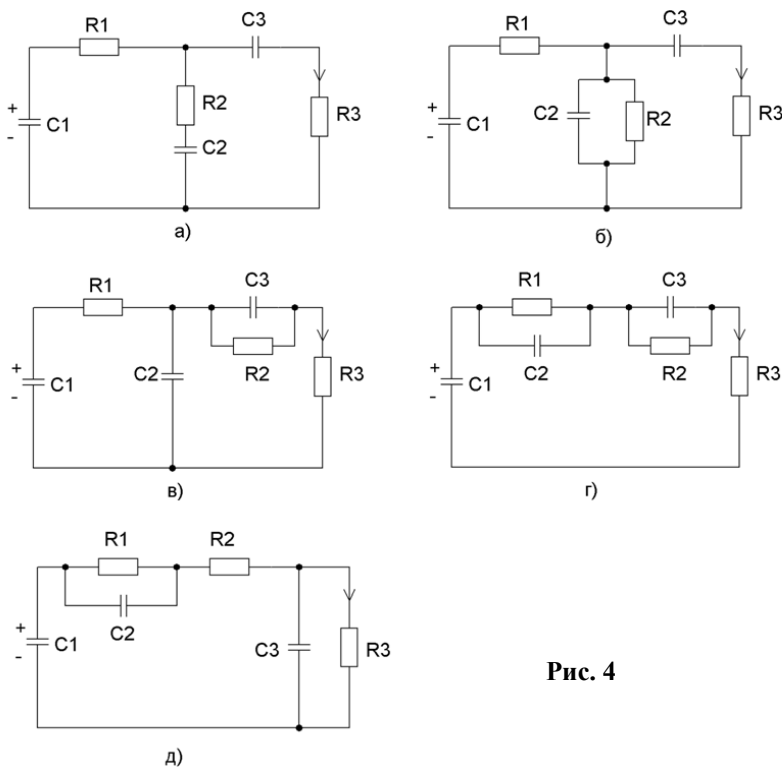 R1 C3
R2
R3
+
-
C1
C2
а)
R1 C3
C2
R2
R3
+
-
C1
б)
R1 C3
R2
C2
R3
+
-
C1
в)
R1 C3
C2 R2
R3
+
-
C1
г)
R1 R2
C2
+
-
C1
C3
R3
д)
Рис. 4